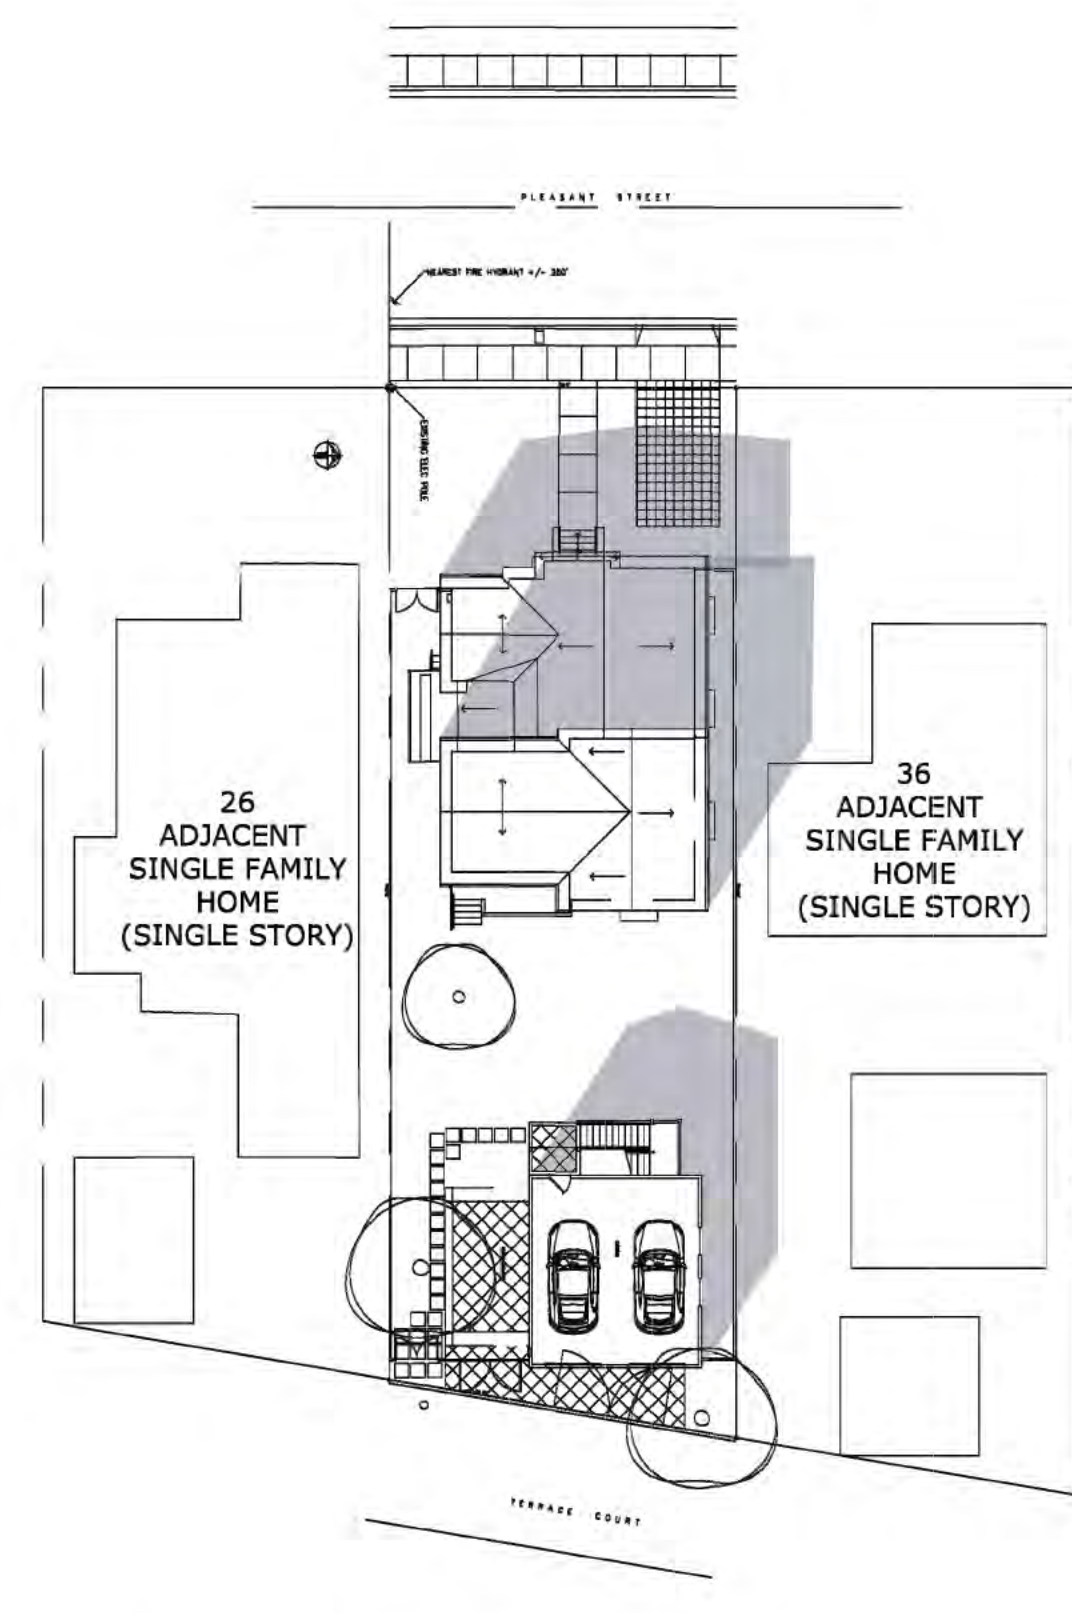 PLEASANT STREET
NEAREST FIRE HYDRANT +/- 350'
EXISTING ELEC POLE
26
ADJACENT
SINGLE FAMILY
HOME
(SINGLE STORY)
36
ADJACENT
SINGLE FAMILY
HOME
(SINGLE STORY)
TERRACE COURT